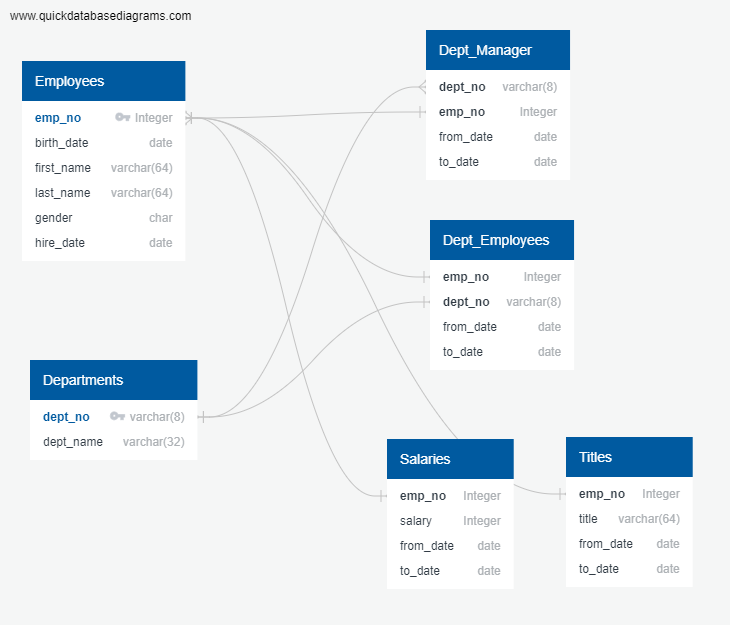 www.quickdatabasediagrams.com
Employees
emp_no Integer
birth_date date
first_name varchar(64)
last_name varchar(64)
gender char
hire_date date
Dept_Manager
dept_no varchar(8)
emp_no Integer
from_date date
to_date date
Dept_Employees
emp_no Integer
dept_no varchar(8)
from_date date
to_date date
Departments
dept_no varchar(8)
dept_name varchar(32)
Salaries
emp_no Integer
salary Integer
from_date date
to_date date
Titles
emp_no Integer
title varchar(64)
from_date date
to_date date